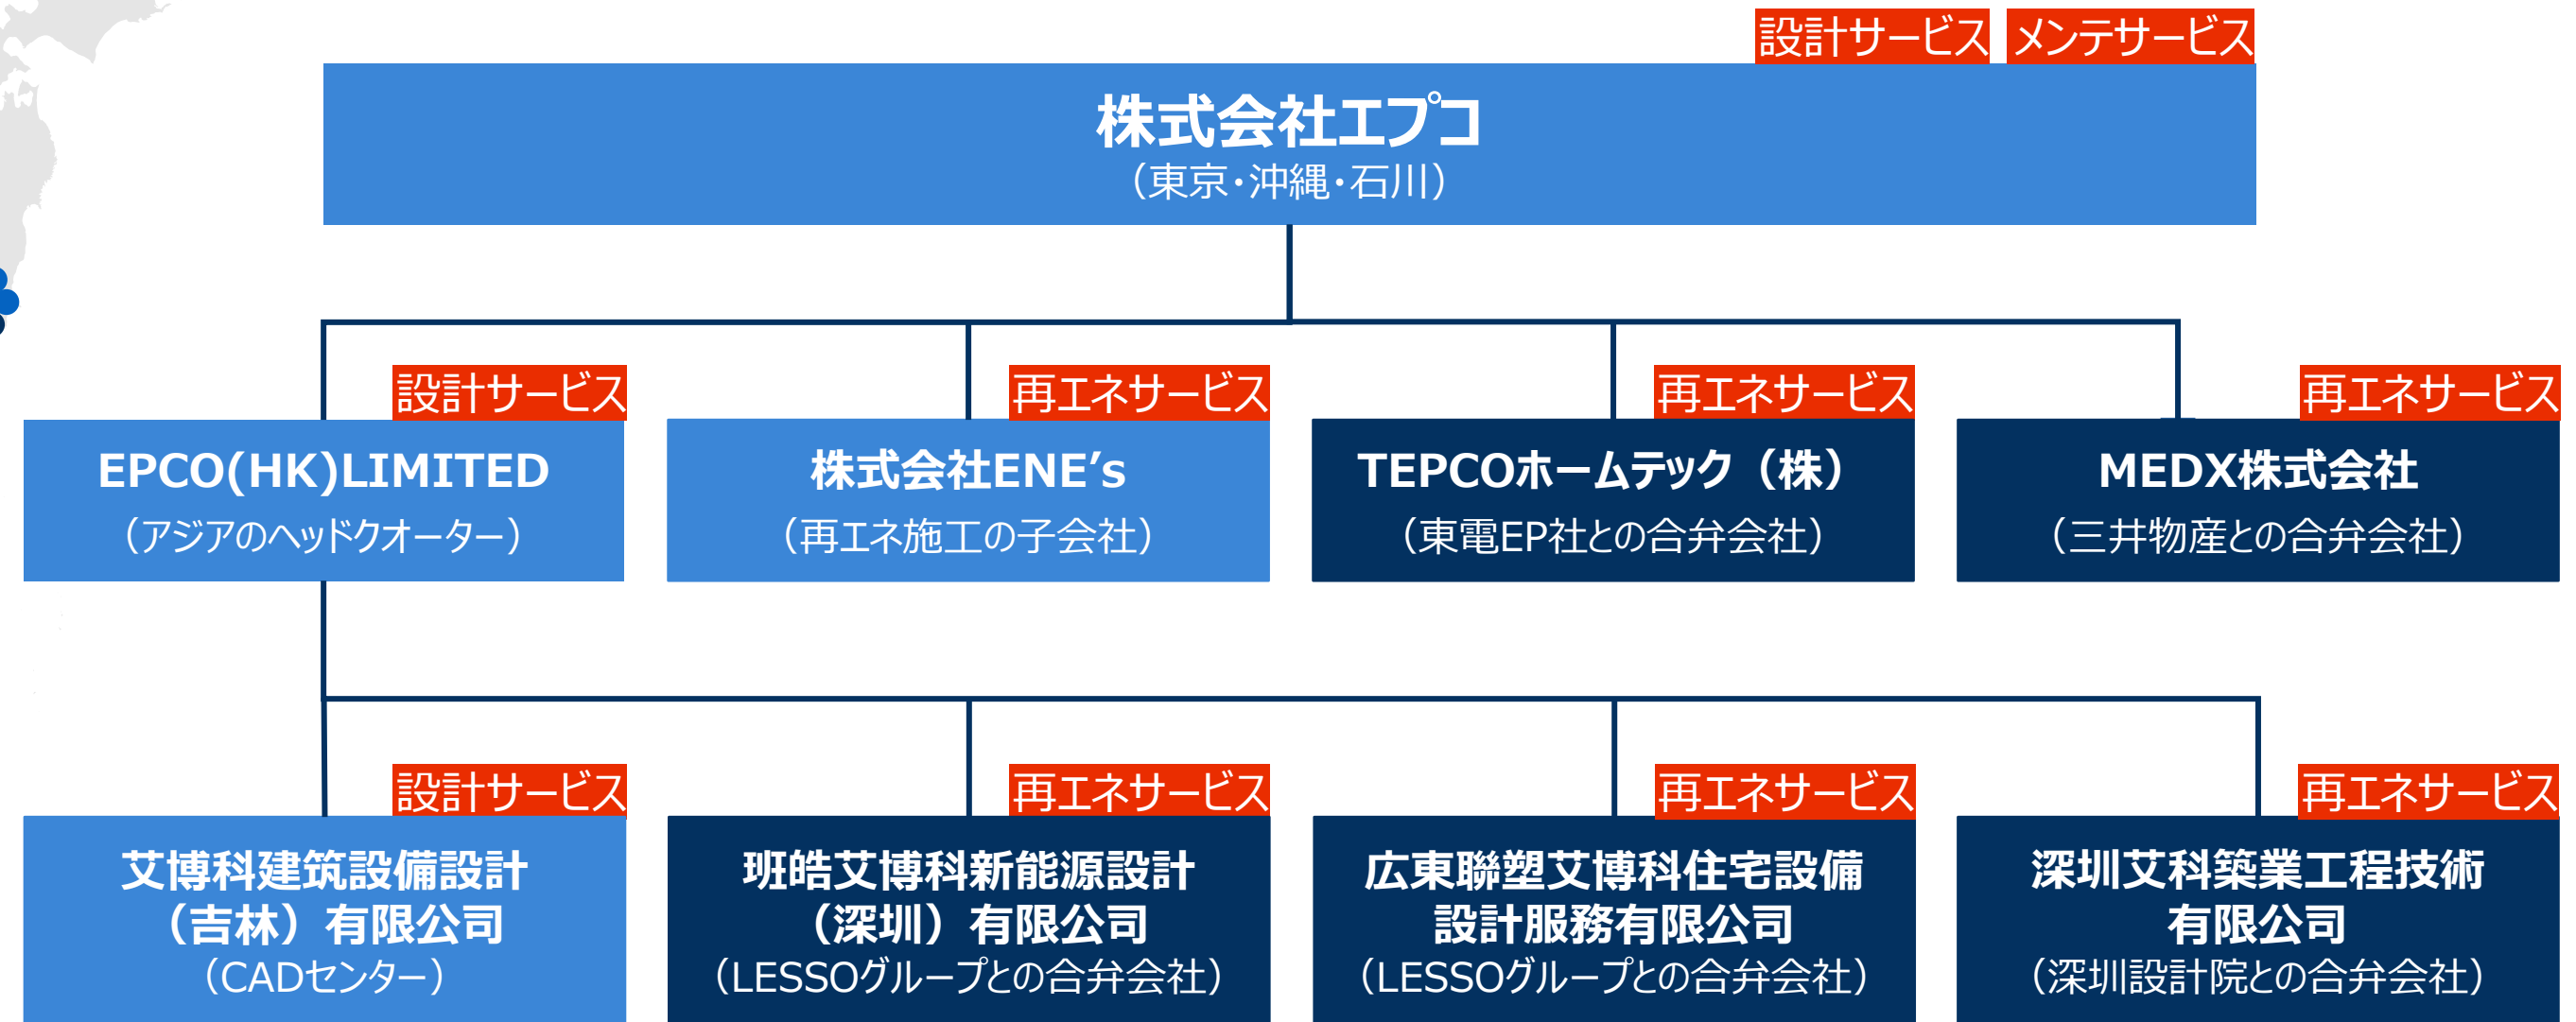 設計サービス
メンテサービス
株式会社エプコ
（東京・沖縄・石川）
設計サービス
EPCO(HK)LIMITED
（アジアのヘッドクオーター）
再エネサービス
株式会社ENE’s
（再エネ施工の子会社）
再エネサービス
TEPCOホームテック（株）
（東電EP社との合弁会社）
再エネサービス
MEDX株式会社
（三井物産との合弁会社）
設計サービス
艾博科建筑設備設計
（吉林）有限公司
（CADセンター）
再エネサービス
班皓艾博科新能源設計
（深圳）有限公司
（LESSOグループとの合弁会社）
再エネサービス
広東聯塑艾博科住宅設備
設計服務有限公司
（LESSOグループとの合弁会社）
再エネサービス
深圳艾科築業工程技術
有限公司
（深圳設計院との合弁会社）